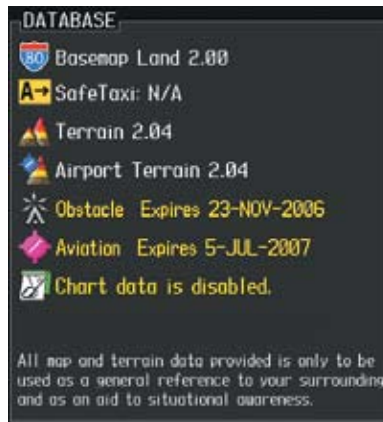 DATABASE
80 Basemap Land 2.00
A→ SafeTaxi: N/A
Terrain 2.04
Airport Terrain 2.04
Obstacle Expires 23-NOV-2006
Aviation Expires 5-JUL-2007
Chart data is disabled.
All map and terrain data provided is only to be
used as a general reference to your surrounding
and as an aid to situational awareness.